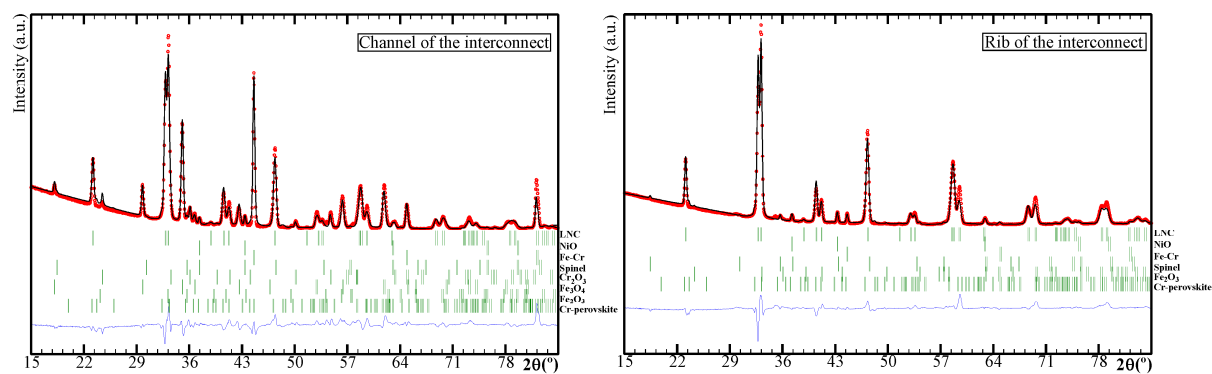 Intensity (a.u.)
Channel of the interconnect
LNC
NiO
Fe-Cr
Spinel
Cr₂O₃
Fe₃O₄
Fe₂O₃
Cr-perovskite
15 22 29 36 43 50 57 64 71 78 2θ(º)
Intensity (a.u.)
Rib of the interconnect
LNC
NiO
Fe-Cr
Spinel
Fe₂O₃
Cr-perovskite
15 22 29 36 43 50 57 64 71 78 2θ(º)